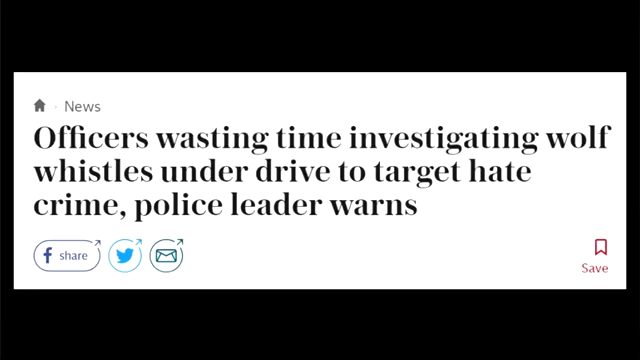 News
Officers wasting time investigating wolf
whistles under drive to target hate
crime, police leader warns
share
Save